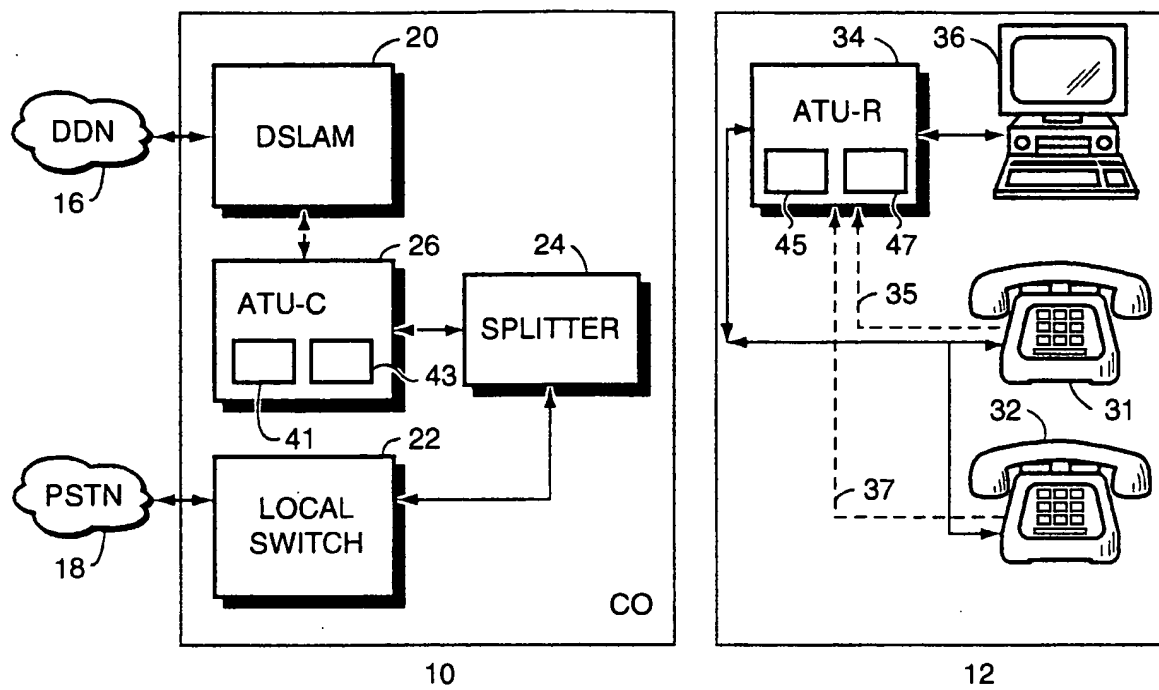 20
34
36
DDN
DSLAM
ATU-R
16
45
47
26
24
ATU-C
SPLITTER
35
41
43
31
22
32
PSTN
LOCAL
SWITCH
37
18
CO
10
12